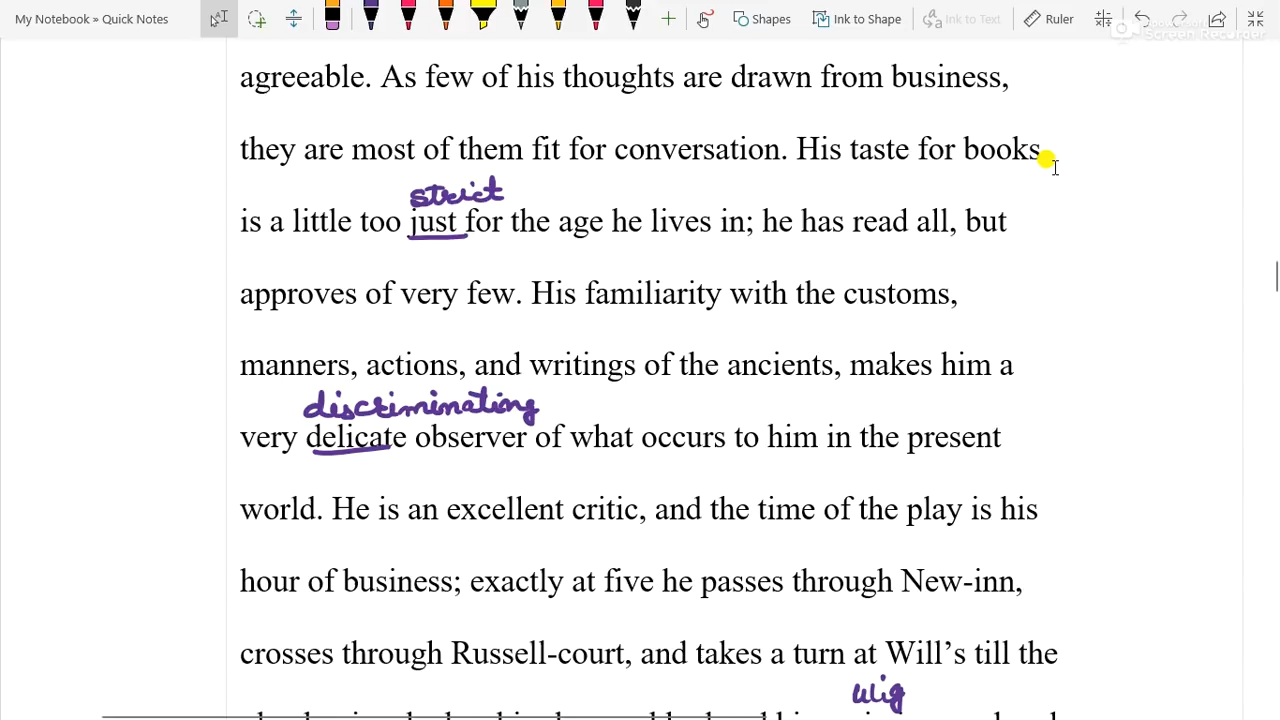 My Notebook » Quick Notes
Shapes
Ink to Shape
Ink to Text
Ruler
Screen Recorder
agreeable. As few of his thoughts are drawn from business,
they are most of them fit for conversation. His taste for books
strict
is a little too just for the age he lives in; he has read all, but
approves of very few. His familiarity with the customs,
manners, actions, and writings of the ancients, makes him a
discriminating
very delicate observer of what occurs to him in the present
world. He is an excellent critic, and the time of the play is his
hour of business; exactly at five he passes through New-inn,
crosses through Russell-court, and takes a turn at Will’s till the
wig